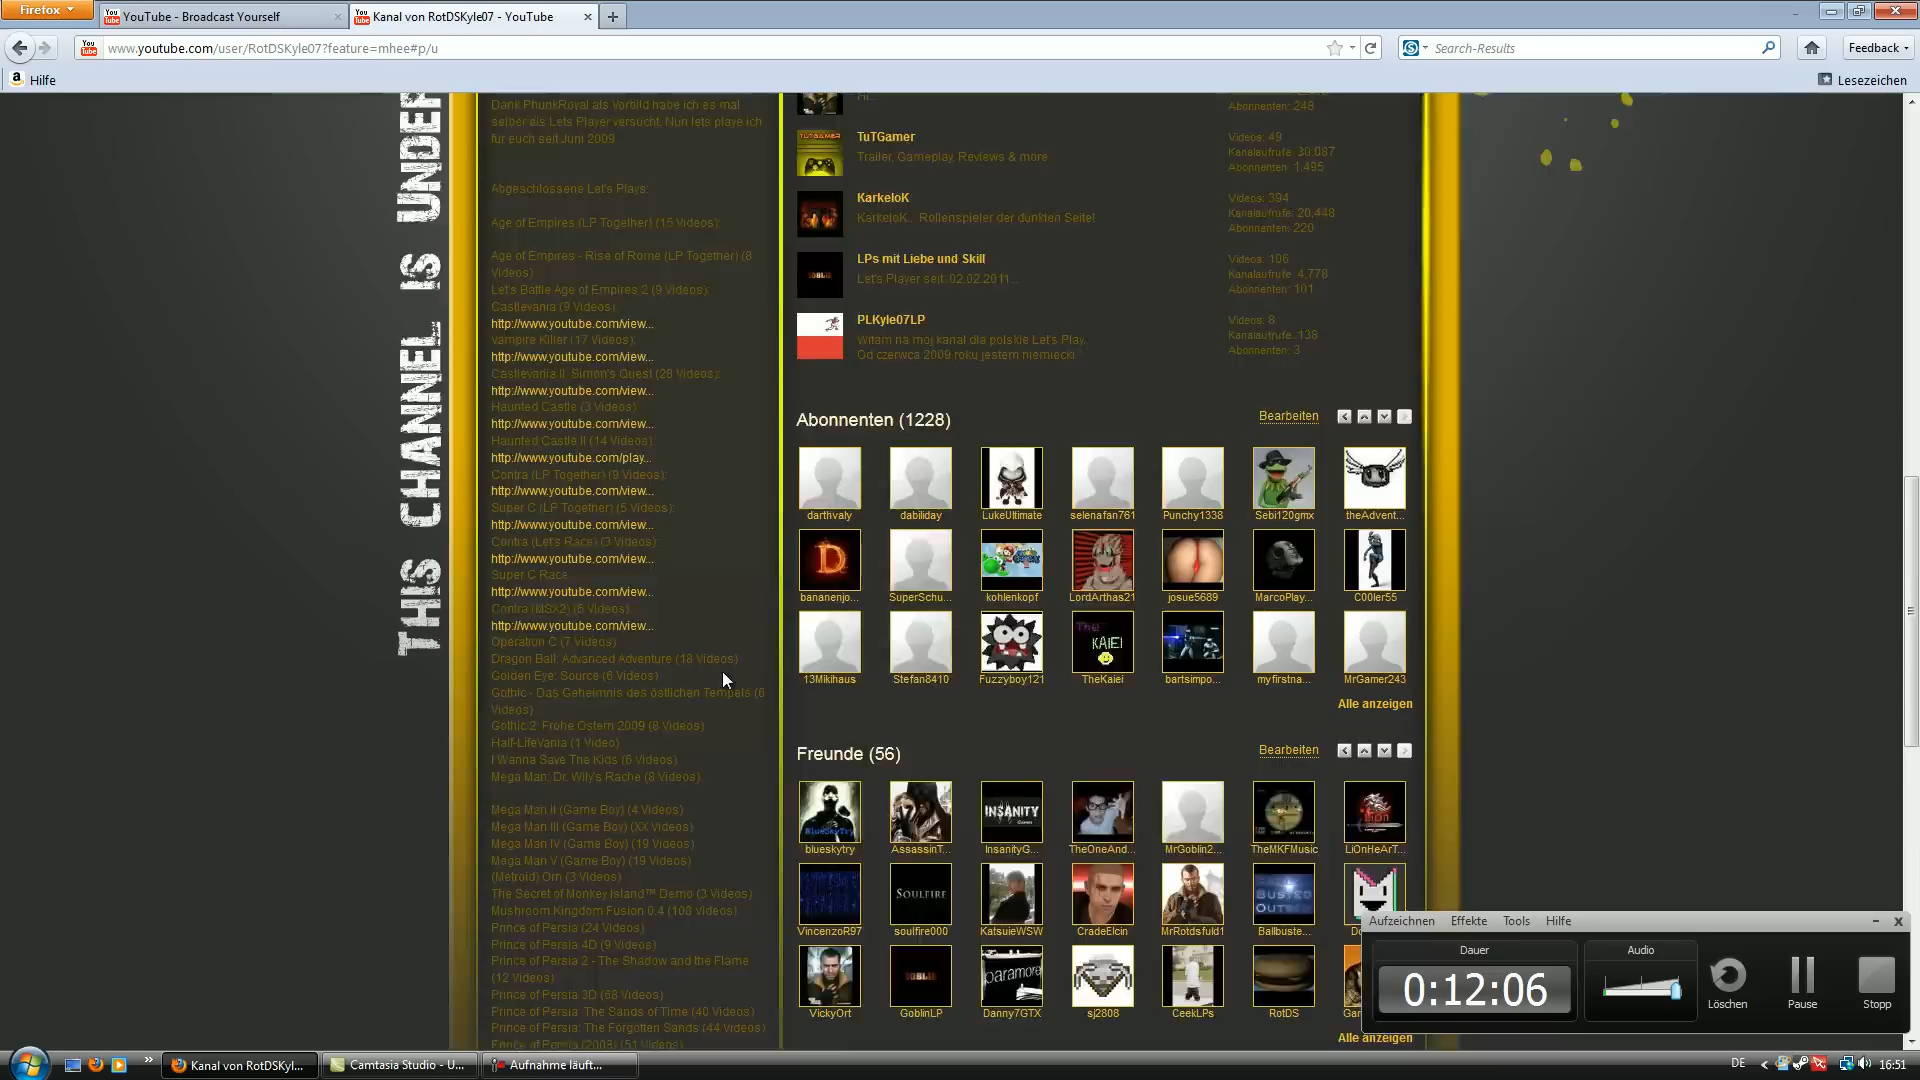 Firefox
YouTube - Broadcast Yourself
Kanal von RotDSKyle07 - YouTube
www.youtube.com/user/RotDSKyle07?feature=mhee#p/u
Search-Results
Feedback
Hilfe
Lesezeichen
THIS CHANNEL IS UNDER
Dank PhunkRoyal als Vorbild habe ich es mal
selber als Lets Player versucht. Nun lets playe ich
für euch seit Juni 2009
Abgeschlossene Let's Plays:
Age of Empires (LP Together) (15 Videos):
Age of Empires - Rise of Rome (LP Together) (8
Videos)
Let's Battle Age of Empires 2 (9 Videos):
Castlevania (9 Videos):
http://www.youtube.com/view...
Vampire Killer (17 Videos):
http://www.youtube.com/view...
Castlevania II: Simon's Quest (28 Videos):
http://www.youtube.com/view...
Haunted Castle (3 Videos)
http://www.youtube.com/view...
Haunted Castle II (14 Videos):
http://www.youtube.com/play...
Contra (LP Together) (9 Videos):
http://www.youtube.com/view...
Super C (LP Together) (5 Videos):
http://www.youtube.com/view...
Contra (Let's Race) (3 Videos):
http://www.youtube.com/view...
Super C Race
http://www.youtube.com/view...
Contra (MSX2) (5 Videos):
http://www.youtube.com/view...
Operation C (7 Videos)
Dragon Ball: Advanced Adventure (18 Videos)
Golden Eye: Source (6 Videos)
Gothic - Das Geheimnis des östlichen Tempels (6
Videos)
Gothic 2: Frohe Ostern 2009 (8 Videos)
Half-LifeVania (1 Video)
I Wanna Save The Kids (6 Videos)
Mega Man: Dr. Wily's Rache (8 Videos)
Mega Man II (Game Boy) (4 Videos)
Mega Man III (Game Boy) (XX Videos)
Mega Man IV (Game Boy) (19 Videos)
Mega Man V (Game Boy) (19 Videos)
(Metroid) Om (3 Videos)
The Secret of Monkey Island™ Demo (3 Videos)
Mushroom Kingdom Fusion 0.4 (108 Videos)
Prince of Persia (24 Videos)
Prince of Persia 4D (9 Videos)
Prince of Persia 2 - The Shadow and the Flame
(12 Videos)
Prince of Persia 3D (68 Videos)
Prince of Persia: The Sands of Time (40 Videos)
Prince of Persia: The Forgotten Sands (44 Videos)
Prince of Persia (2008) (51 Videos)
Hi...
Abonnenten: 248
TuTGamer
Trailer, Gameplay, Reviews & more
Videos: 49
Kanalaufrufe: 30.087
Abonnenten: 1.495
KarkeloK
KarkeloK... Rollenspieler der dunklen Seite!
Videos: 394
Kanalaufrufe: 20.448
Abonnenten: 220
LPs mit Liebe und Skill
Let's Player seit: 02.02.2011...
Videos: 106
Kanalaufrufe: 4.778
Abonnenten: 101
PLKyle07LP
Witam na moj kanal dla polskie Let's Play.
Od czerwca 2009 roku jestem niemiecki
Videos: 8
Kanalaufrufe: 138
Abonnenten: 3
Abonnenten (1228)
Bearbeiten
darthvaly
dabiliday
LukeUltimate
selenafan761
Punchy1338
Sebi120gmx
theAdvent...
bananenjo...
SuperSchu...
kohlenkopf
LordArthas21
josue5689
MarcoPlay...
C00ler55
THE
KAIEI
13Mikihaus
Stefan8410
Fuzzyboy121
TheKaiei
bartsimpo...
myfirstna...
MrGamer243
Alle anzeigen
Freunde (56)
Bearbeiten
INSANITY
blueskytry
AssassinT...
InsanityG...
TheOneAnd...
MrGoblin2...
TheMKFMusic
LiOnHeArT...
SOULFIRE
VincenzoR97
soulfire000
KatsuieWSW
CradeElcin
MrRotdsfuld1
Ballbuste...
paramore
VickyOrt
GoblinLP
Danny7GTX
sj2808
CeekLPs
RotDS
Alle anzeigen
Aufzeichnen
Effekte
Tools
Hilfe
Dauer
0:12:06
Audio
Löschen
Pause
Stopp
Kanal von RotDSKyl...
Camtasia Studio - U...
Aufnahme läuft...
DE
16:51